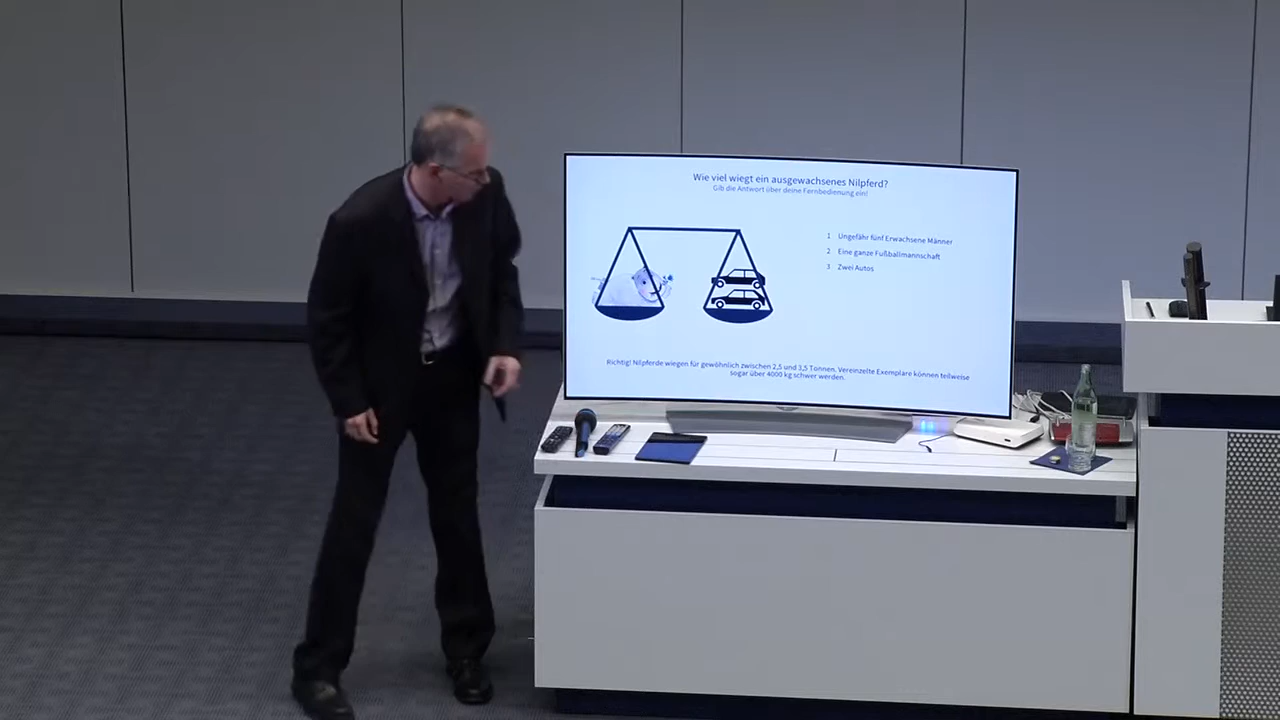 Wie viel wiegt ein ausgewachsenes Nilpferd?
Gib die Antwort über deine Fernbedienung ein!
1 Ungefähr fünf Erwachsene Männer
2 Eine ganze Fußballmannschaft
3 Zwei Autos
Richtig! Nilpferde wiegen für gewöhnlich zwischen 2,5 und 3,5 Tonnen. Vereinzelte Exemplare können teilweise
sogar über 4000 kg schwer werden.